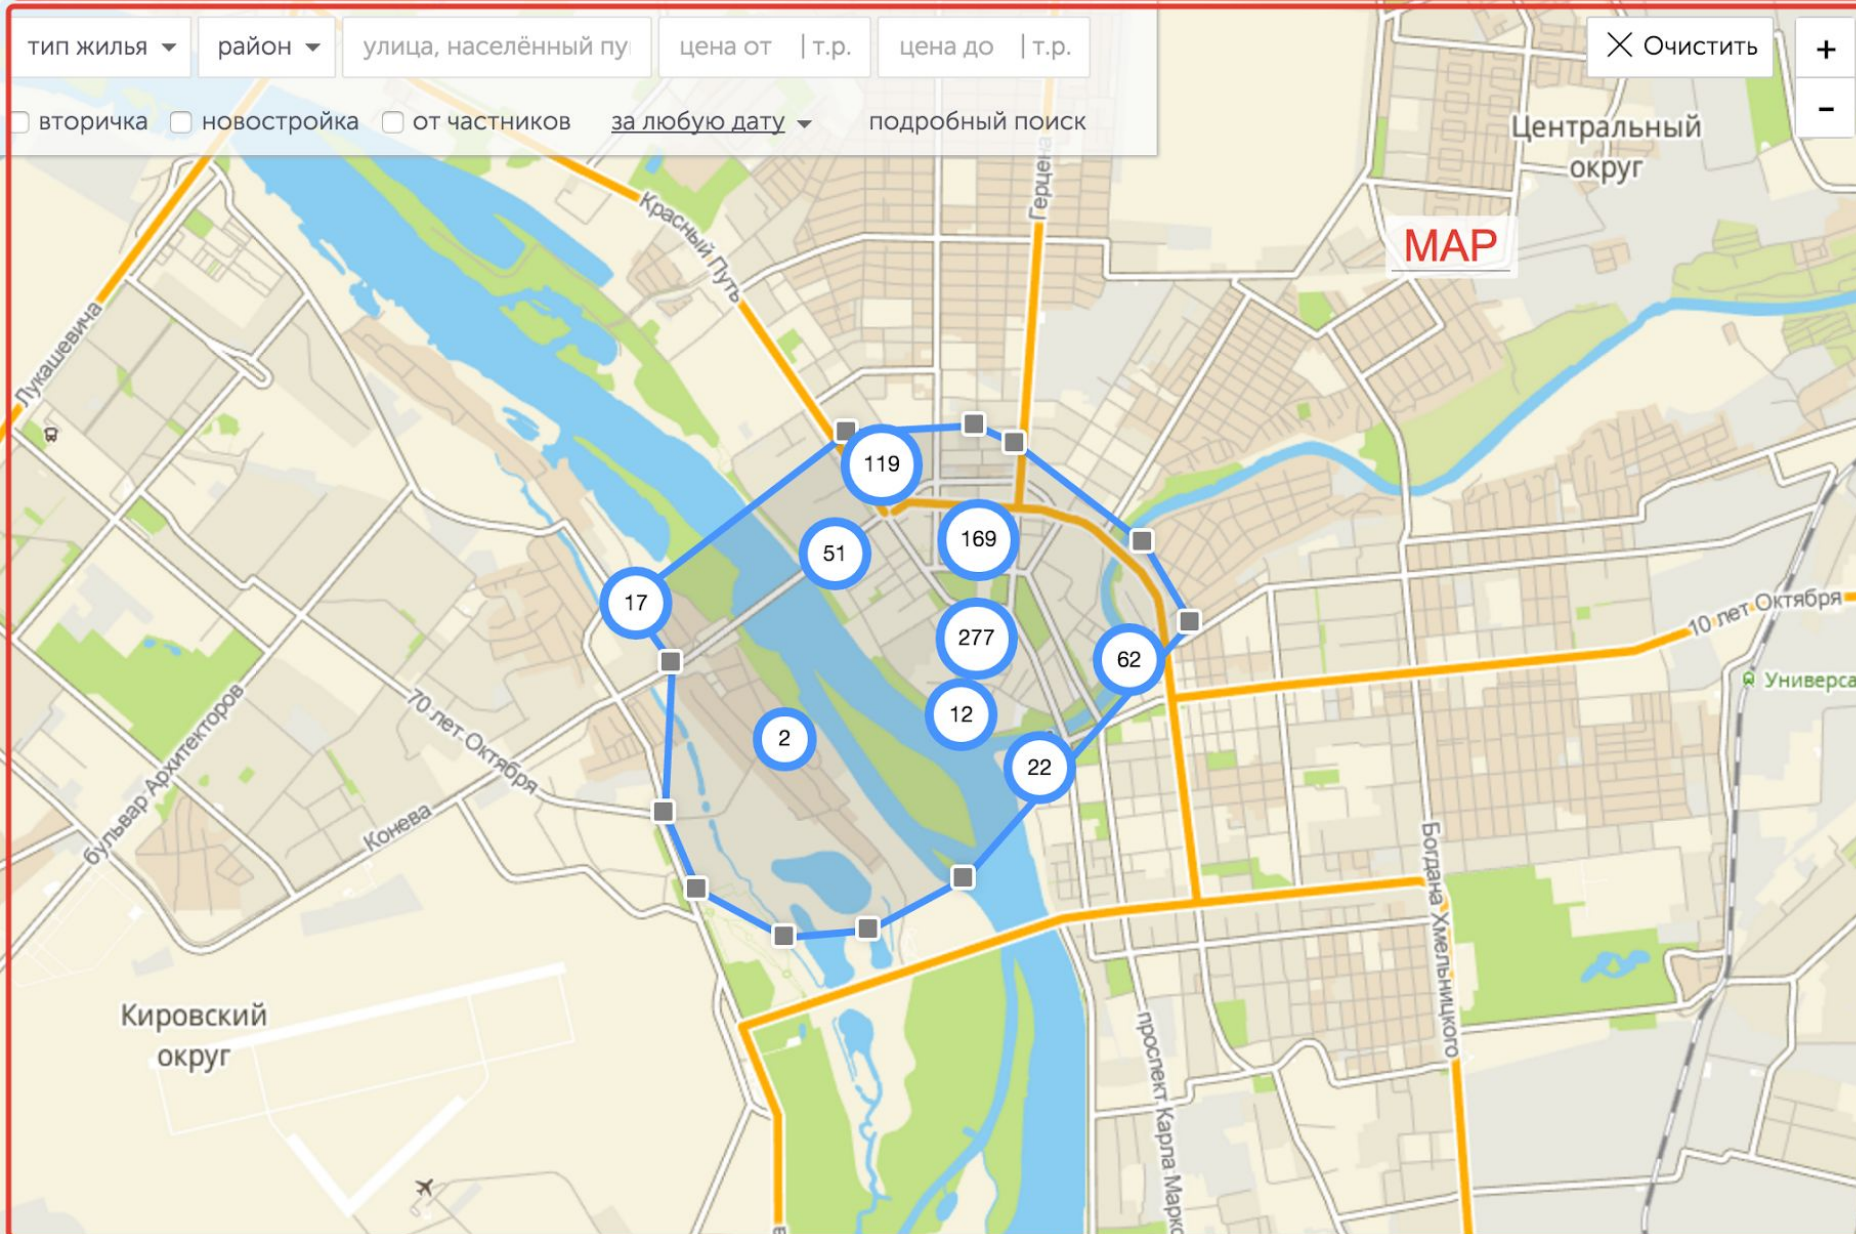 тип жилья
район
улица, населённый пу
цена от | т.р.
цена до | т.р.
Очистить
+
-
вторичка
новостройка
от частников
за любую дату
подробный поиск
Центральный
округ
MAP
Герцена
Красный Путь
Лукашевича
119
51
169
17
277
62
12
2
22
10 лет Октября
Универса
70 лет Октября
бульвар Архитекторов
Конева
Богдана Хмельницкого
Кировский
округ
проспект Карла Маркс